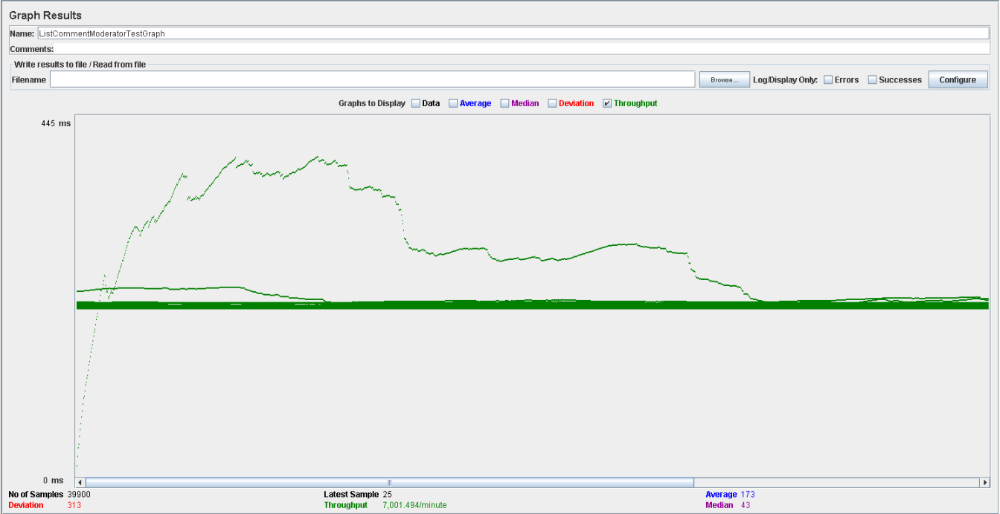 Graph Results
Name: ListCommentModeratorTestGraph
Comments:
Write results to file / Read from file
Filename Browse... Log/Display Only: Errors Successes Configure
Graphs to Display Data Average Median Deviation Throughput
445 ms
0 ms
No of Samples 39900 Latest Sample 25 Average 173
Deviation 313 Throughput 7,001.494/minute Median 43